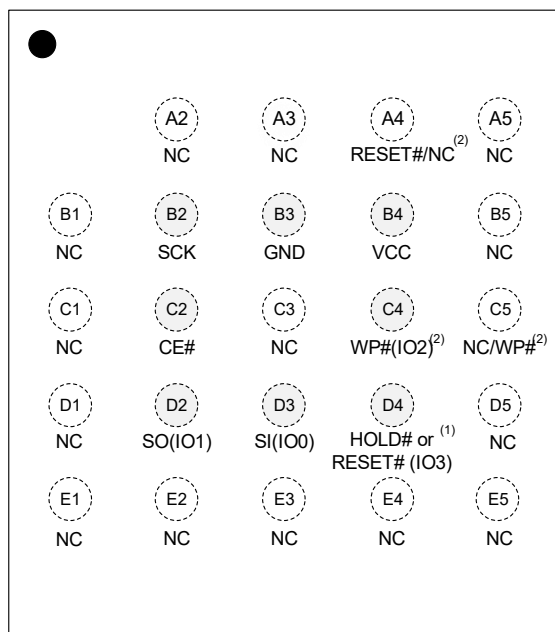 A2 A3 A4 A5
NC NC RESET#/NC(2) NC
B1 B2 B3 B4 B5
NC SCK GND VCC NC
C1 C2 C3 C4 C5
NC CE# NC WP#(IO2)(2) NC/WP#(2)
D1 D2 D3 D4 D5
NC SO(IO1) SI(IO0) HOLD# or (1) NC
RESET# (IO3)
E1 E2 E3 E4 E5
NC NC NC NC NC